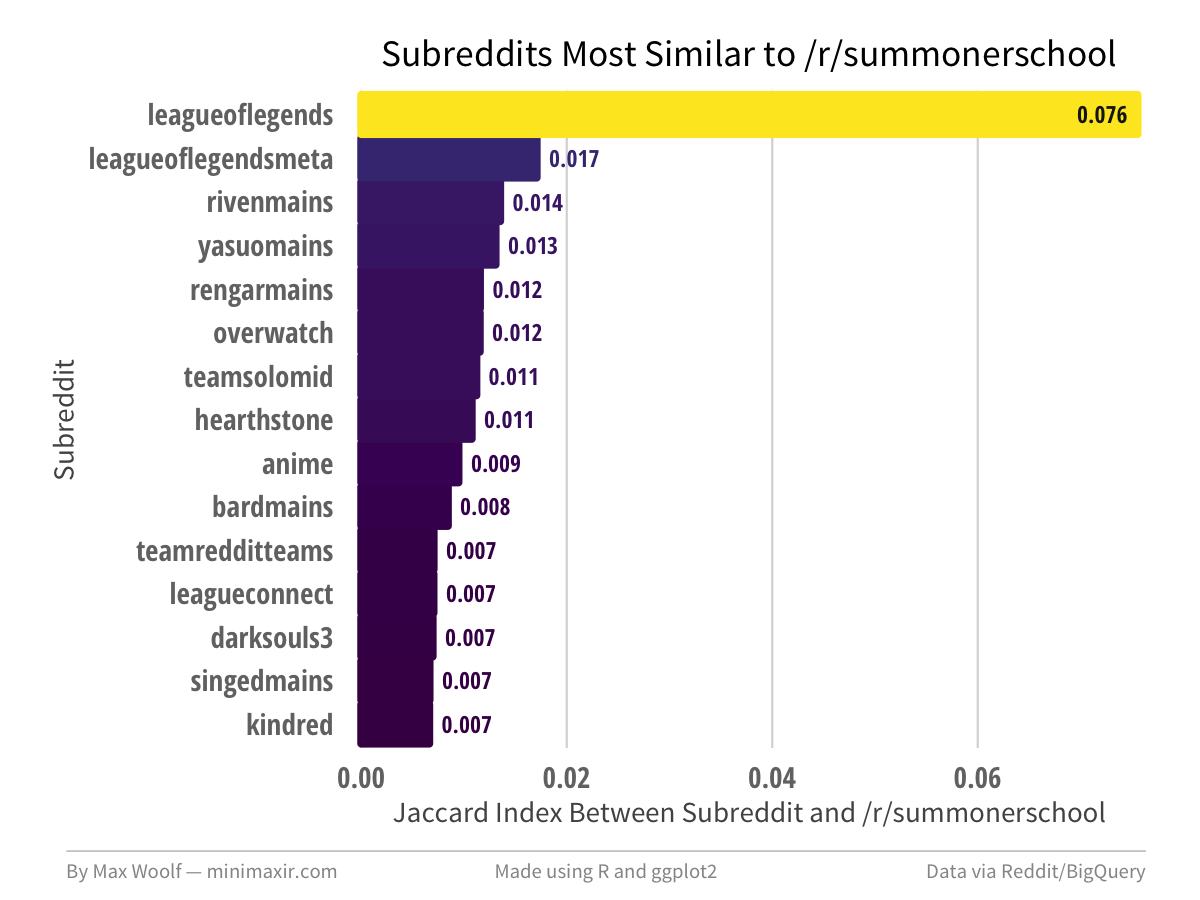 Subreddits Most Similar to /r/summonerschool
leagueoflegends 0.076
leagueoflegendsmeta 0.017
rivenmains 0.014
yasuomains 0.013
rengarmains 0.012
overwatch 0.012
teamsolomid 0.011
hearthstone 0.011
anime 0.009
bardmains 0.008
teamredditteams 0.007
leagueconnect 0.007
darksouls3 0.007
singedmains 0.007
kindred 0.007
Subreddit
0.00 0.02 0.04 0.06
Jaccard Index Between Subreddit and /r/summonerschool
By Max Woolf — minimaxir.com Made using R and ggplot2 Data via Reddit/BigQuery